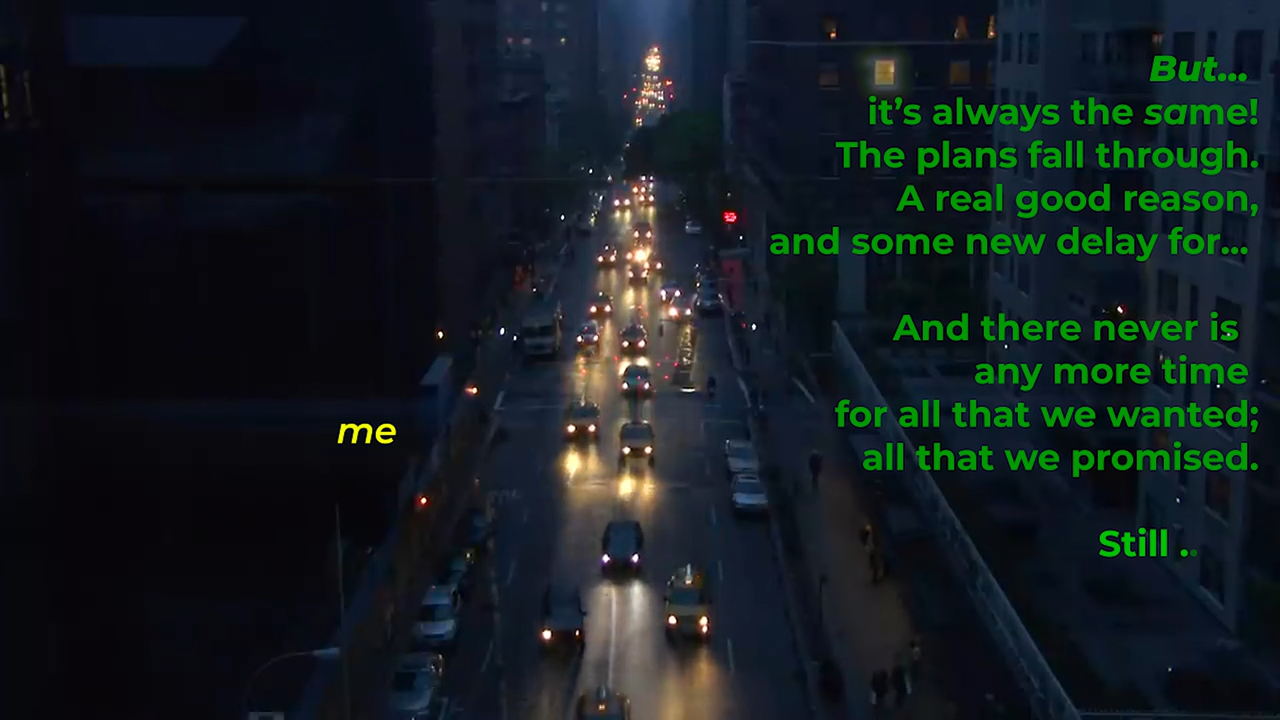 But...
it’s always the same!
The plans fall through.
A real good reason,
and some new delay for...
And there never is
any more time
for all that we wanted;
all that we promised.
Still ..
me